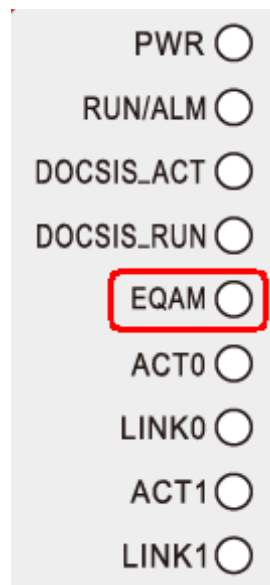 PWR
RUN/ALM
DOCSIS_ACT
DOCSIS_RUN
EQAM
ACT0
LINK0
ACT1
LINK1